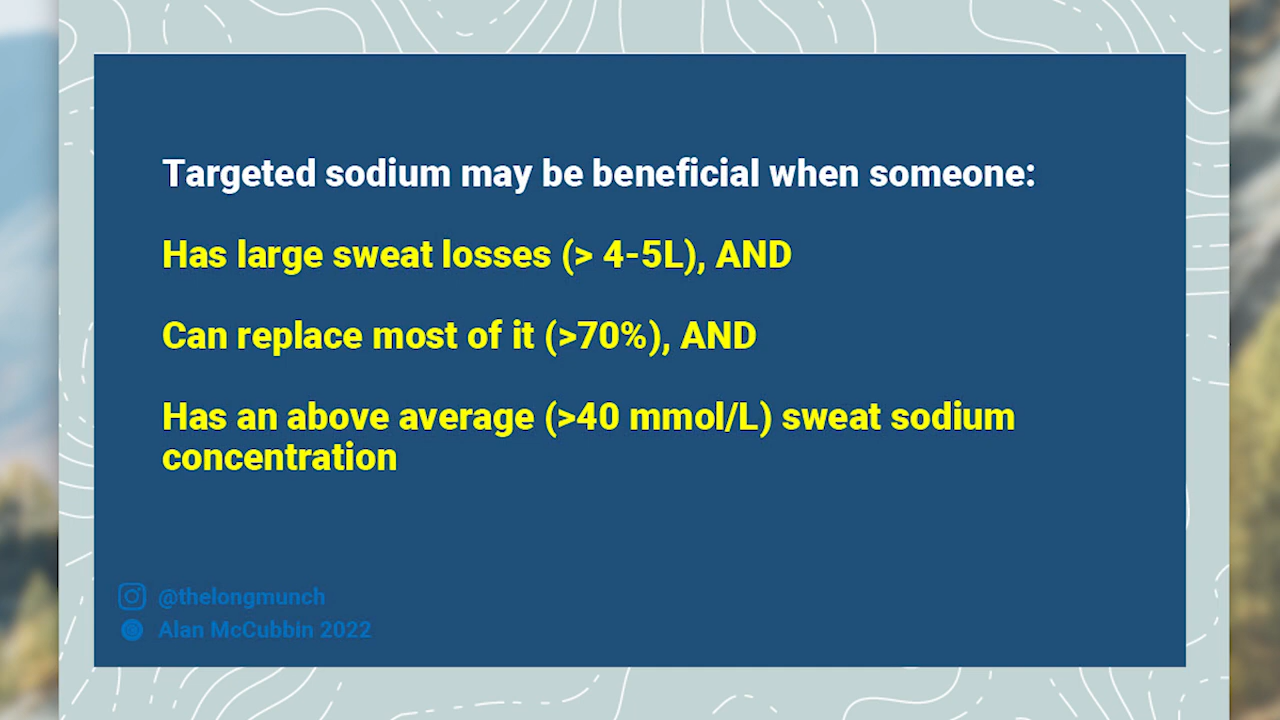 Targeted sodium may be beneficial when someone:
Has large sweat losses (> 4-5L), AND
Can replace most of it (>70%), AND
Has an above average (>40 mmol/L) sweat sodium
concentration
@thelongmunch
Alan McCubbin 2022